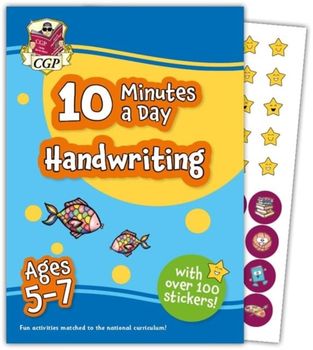 CGP
10 Minutes
a Day
Handwriting
Ages
5-7
with
over 100
stickers!
Fun activities matched to the national curriculum!